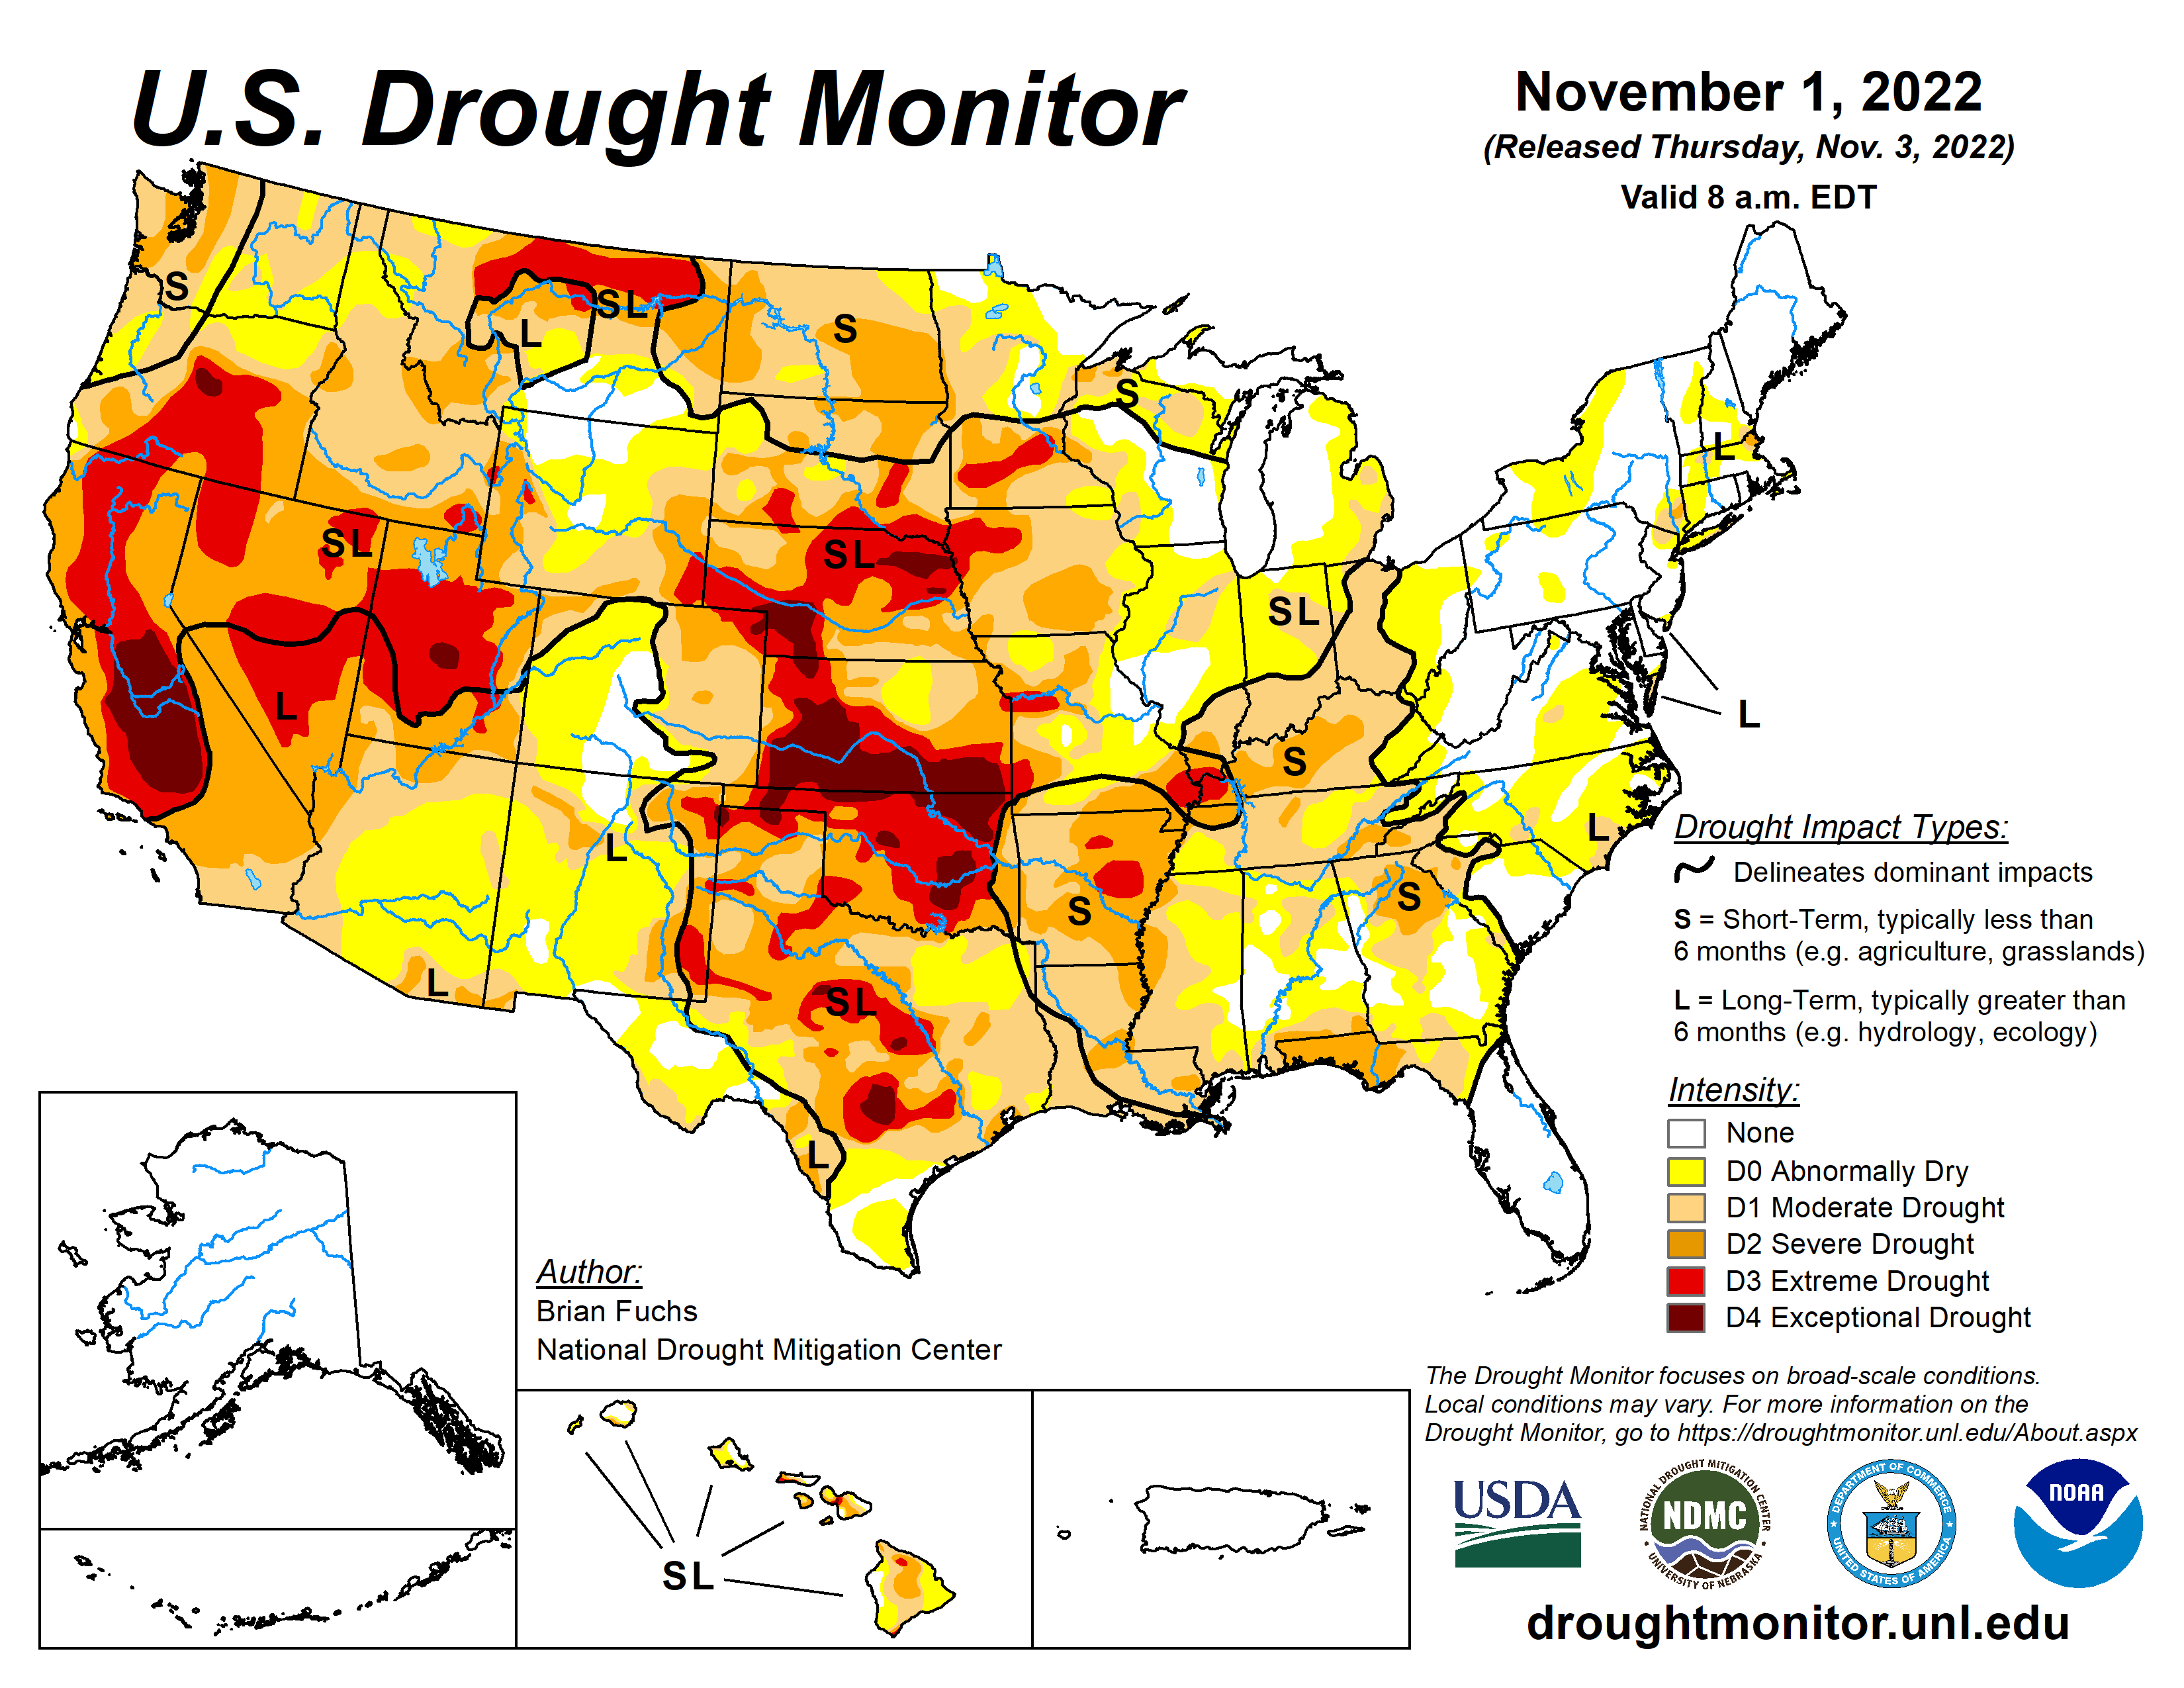 U.S. Drought Monitor
November 1, 2022
(Released Thursday, Nov. 3, 2022)
Valid 8 a.m. EDT
S
SL
L
S
S
L
SL
SL
SL
L
S
L
L
L
S
S
SL
L
L
Drought Impact Types:
Delineates dominant impacts
S = Short-Term, typically less than
6 months (e.g. agriculture, grasslands)
L = Long-Term, typically greater than
6 months (e.g. hydrology, ecology)
Intensity:
None
D0 Abnormally Dry
D1 Moderate Drought
D2 Severe Drought
D3 Extreme Drought
D4 Exceptional Drought
Author:
Brian Fuchs
National Drought Mitigation Center
The Drought Monitor focuses on broad-scale conditions.
Local conditions may vary. For more information on the
Drought Monitor, go to https://droughtmonitor.unl.edu/About.aspx
SL
USDA
NATIONAL DROUGHT MITIGATION CENTER
NDMC
UNIVERSITY OF NEBRASKA
DEPARTMENT OF COMMERCE
UNITED STATES OF AMERICA
NOAA
droughtmonitor.unl.edu